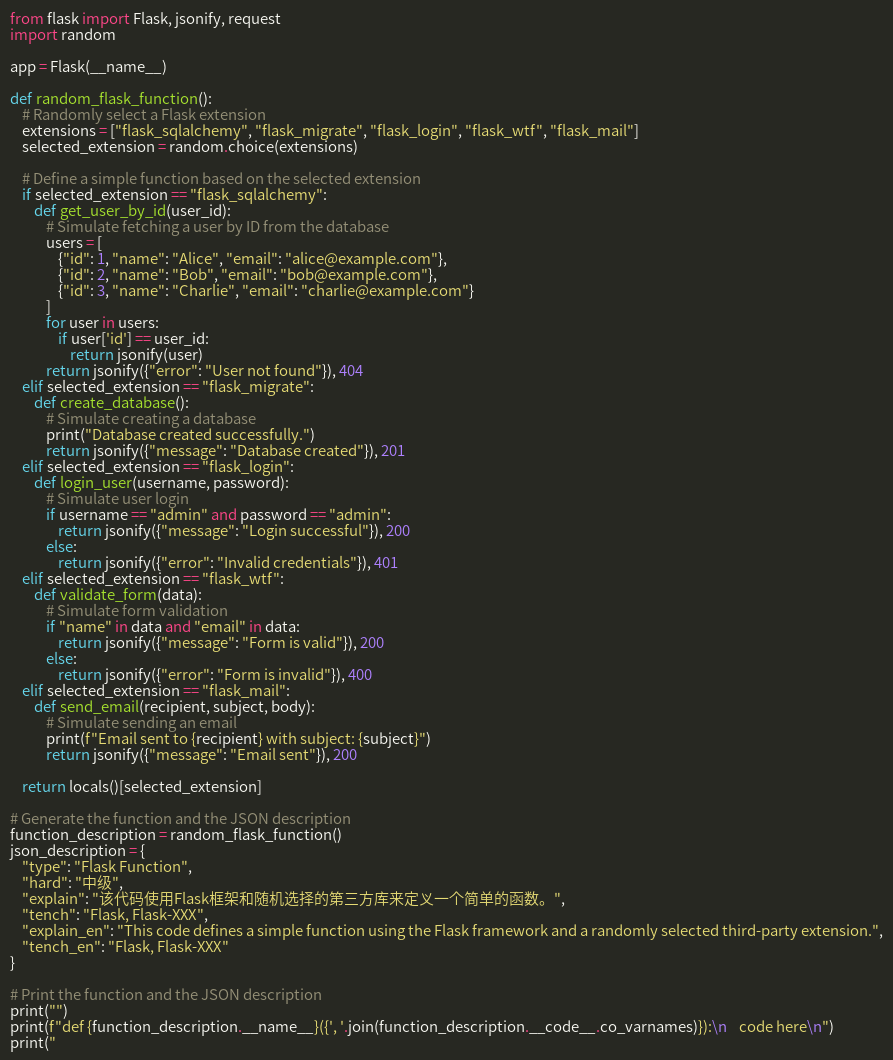 from flask import Flask, jsonify, request
import random
app = Flask(__name__)
def random_flask_function():
# Randomly select a Flask extension
extensions = ["flask_sqlalchemy", "flask_migrate", "flask_login", "flask_wtf", "flask_mail"]
selected_extension = random.choice(extensions)
# Define a simple function based on the selected extension
if selected_extension == "flask_sqlalchemy":
def get_user_by_id(user_id):
# Simulate fetching a user by ID from the database
users = [
{"id": 1, "name": "Alice", "email": "alice@example.com"},
{"id": 2, "name": "Bob", "email": "bob@example.com"},
{"id": 3, "name": "Charlie", "email": "charlie@example.com"}
]
for user in users:
if user['id'] == user_id:
return jsonify(user)
return jsonify({"error": "User not found"}), 404
elif selected_extension == "flask_migrate":
def create_database():
# Simulate creating a database
print("Database created successfully.")
return jsonify({"message": "Database created"}), 201
elif selected_extension == "flask_login":
def login_user(username, password):
# Simulate user login
if username == "admin" and password == "admin":
return jsonify({"message": "Login successful"}), 200
else:
return jsonify({"error": "Invalid credentials"}), 401
elif selected_extension == "flask_wtf":
def validate_form(data):
# Simulate form validation
if "name" in data and "email" in data:
return jsonify({"message": "Form is valid"}), 200
else:
return jsonify({"error": "Form is invalid"}), 400
elif selected_extension == "flask_mail":
def send_email(recipient, subject, body):
# Simulate sending an email
print(f"Email sent to {recipient} with subject: {subject}")
return jsonify({"message": "Email sent"}), 200
return locals()[selected_extension]
# Generate the function and the JSON description
function_description = random_flask_function()
json_description = {
"type": "Flask Function",
"hard": "中级",
"explain": "该代码使用Flask框架和随机选择的第三方库来定义一个简单的函数。",
"tench": "Flask, Flask-XXX",
"explain_en": "This code defines a simple function using the Flask framework and a randomly selected third-party extension.",
"tench_en": "Flask, Flask-XXX"
}
# Print the function and the JSON description
print("")
print(f"def {function_description.__name__}({', '.join(function_description.__code__.co_varnames)}):\n    code here\n")
print("